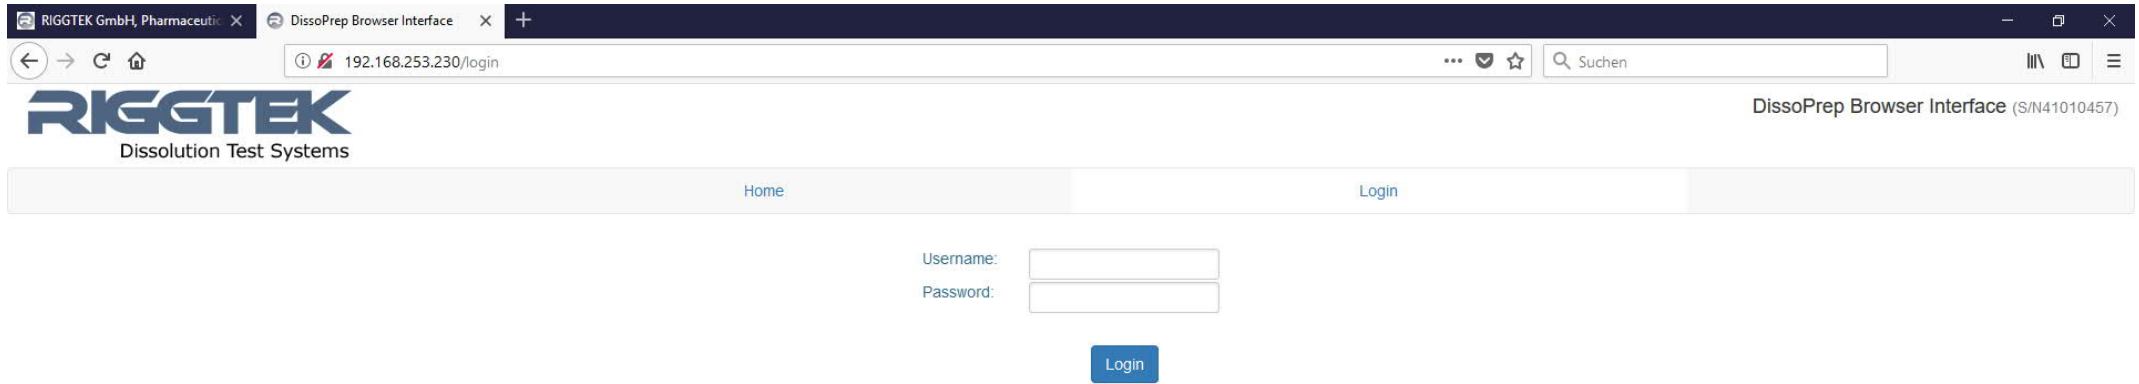 RIGGTEK GmbH, Pharmaceutic
DissoPrep Browser Interface
192.168.253.230/login
Suchen
RIGGTEK
Dissolution Test Systems
DissoPrep Browser Interface (S/N41010457)
Home
Login
Username:
Password:
Login